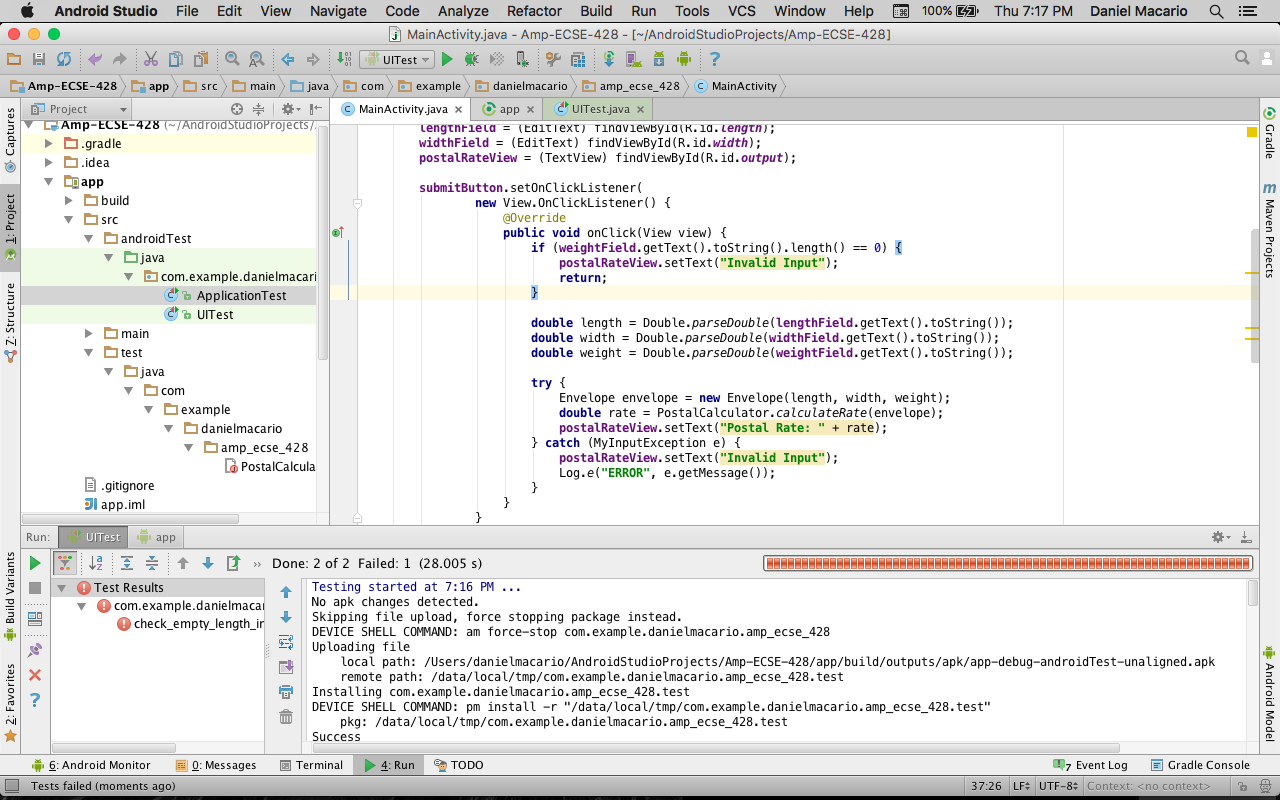 Android Studio File Edit View Navigate Code Analyze Refactor Build Run Tools VCS Window Help 100% Thu 7:17 PM Daniel Macario
MainActivity.java - Amp-ECSE-428 - [~/AndroidStudioProjects/Amp-ECSE-428]
UITest
Amp-ECSE-428 app src main java com example danielmacario amp_ecse_428 MainActivity
Project
MainActivity.java app UITest.java
Captures
1: Project
Z: Structure
Build Variants
2: Favorites
Amp-ECSE-428 (~/AndroidStudioProjects/
.gradle
.idea
app
build
src
androidTest
java
com.example.danielmacari
ApplicationTest
UITest
main
test
java
com
example
danielmacario
amp_ecse_428
PostalCalcula
.gitignore
app.iml
lengthField = (EditText) findViewById(R.id.length);
widthField = (EditText) findViewById(R.id.width);
postalRateView = (TextView) findViewById(R.id.output);
submitButton.setOnClickListener(
new View.OnClickListener() {
@Override
public void onClick(View view) {
if (weightField.getText().toString().length() == 0) {
postalRateView.setText("Invalid Input");
return;
}
double length = Double.parseDouble(lengthField.getText().toString());
double width = Double.parseDouble(widthField.getText().toString());
double weight = Double.parseDouble(weightField.getText().toString());
try {
Envelope envelope = new Envelope(length, width, weight);
double rate = PostalCalculator.calculateRate(envelope);
postalRateView.setText("Postal Rate: " + rate);
} catch (MyInputException e) {
postalRateView.setText("Invalid Input");
Log.e("ERROR", e.getMessage());
}
}
}
Gradle
m Maven Projects
Android Model
Run: UITest app
Done: 2 of 2 Failed: 1 (28.005 s)
Test Results
com.example.danielmacar
check_empty_length_in
Testing started at 7:16 PM ...
No apk changes detected.
Skipping file upload, force stopping package instead.
DEVICE SHELL COMMAND: am force-stop com.example.danielmacario.amp_ecse_428
Uploading file
local path: /Users/danielmacario/AndroidStudioProjects/Amp-ECSE-428/app/build/outputs/apk/app-debug-androidTest-unaligned.apk
remote path: /data/local/tmp/com.example.danielmacario.amp_ecse_428.test
Installing com.example.danielmacario.amp_ecse_428.test
DEVICE SHELL COMMAND: pm install -r "/data/local/tmp/com.example.danielmacario.amp_ecse_428.test"
pkg: /data/local/tmp/com.example.danielmacario.amp_ecse_428.test
Success
6: Android Monitor 0: Messages Terminal 4: Run TODO 7 Event Log Gradle Console
Tests failed (moments ago) 37:26 LF UTF-8 Context: <no context>